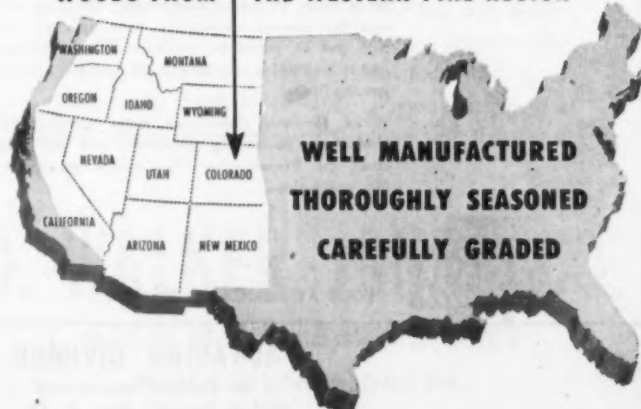 WOODS FROM THE WESTERN PINE REGION
WASHINGTON
MONTANA
OREGON
IDAHO
WYOMING
NEVADA
UTAH
COLORADO
CALIFORNIA
ARIZONA
NEW MEXICO
WELL MANUFACTURED
THOROUGHLY SEASONED
CAREFULLY GRADED